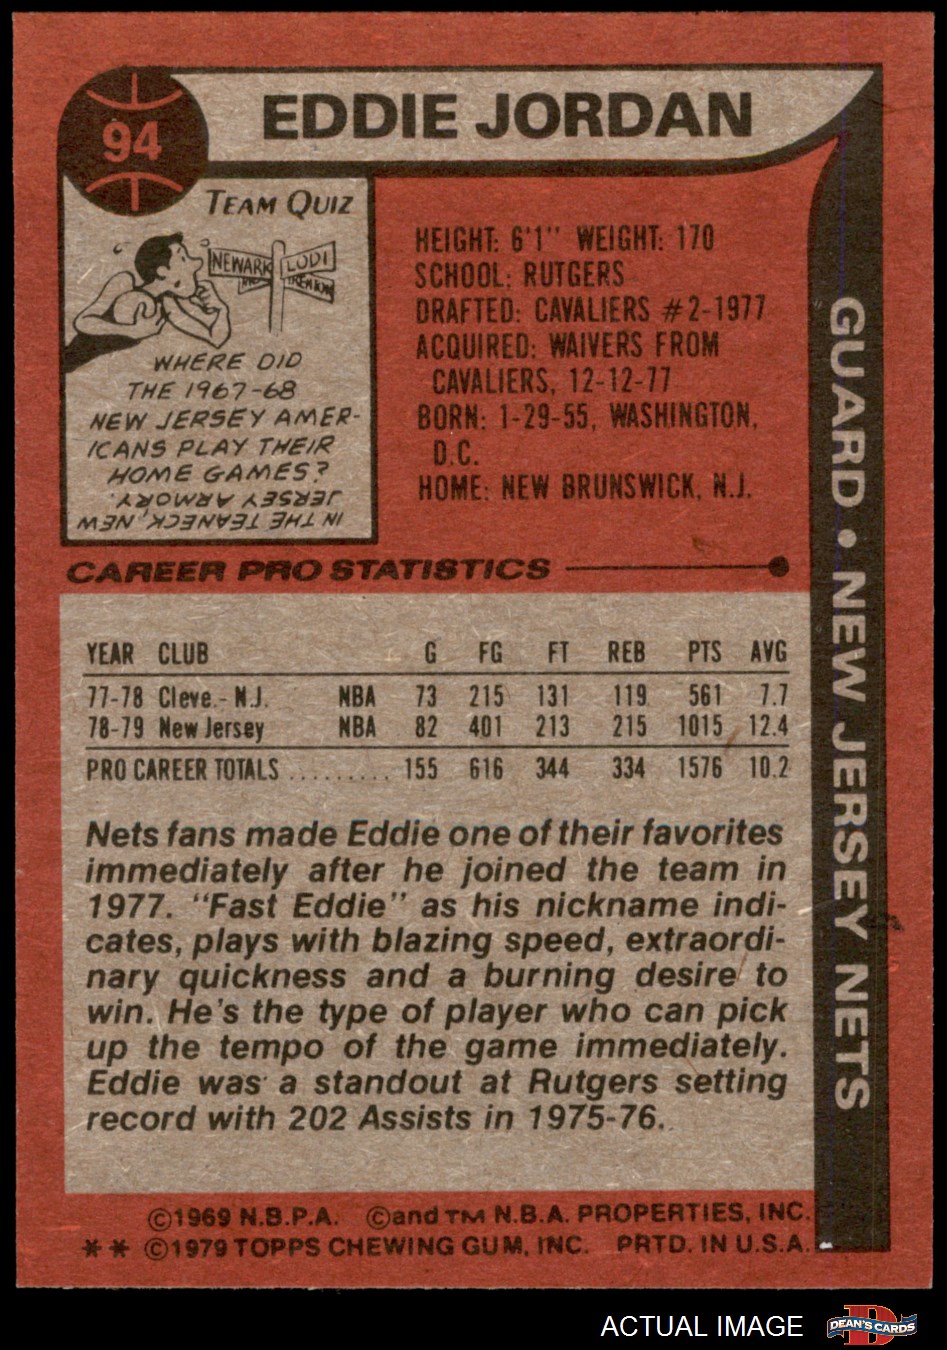 94
EDDIE JORDAN
TEAM QUIZ
NEWARK
LODI
TRENTON
WHERE DID
THE 1967-68
NEW JERSEY AMER-
ICANS PLAY THEIR
HOME GAMES?
IN THE TEANECK, NEW
JERSEY ARMORY.
HEIGHT: 6'1" WEIGHT: 170
SCHOOL: RUTGERS
DRAFTED: CAVALIERS #2-1977
ACQUIRED: WAIVERS FROM
CAVALIERS, 12-12-77
BORN: 1-29-55, WASHINGTON,
D.C.
HOME: NEW BRUNSWICK, N.J.
GUARD • NEW JERSEY NETS
CAREER PRO STATISTICS
YEAR CLUB G FG FT REB PTS AVG
77-78 Cleve.- N.J. NBA 73 215 131 119 561 7.7
78-79 New Jersey NBA 82 401 213 215 1015 12.4
PRO CAREER TOTALS ......... 155 616 344 334 1576 10.2
Nets fans made Eddie one of their favorites
immediately after he joined the team in
1977. "Fast Eddie" as his nickname indi-
cates, plays with blazing speed, extraordi-
nary quickness and a burning desire to
win. He's the type of player who can pick
up the tempo of the game immediately.
Eddie was a standout at Rutgers setting
record with 202 Assists in 1975-76.
©1969 N.B.P.A. ©and TM N.B.A. PROPERTIES, INC.
** ©1979 TOPPS CHEWING GUM, INC. PRTD. IN U.S.A.
ACTUAL IMAGE
DEAN'S CARDS